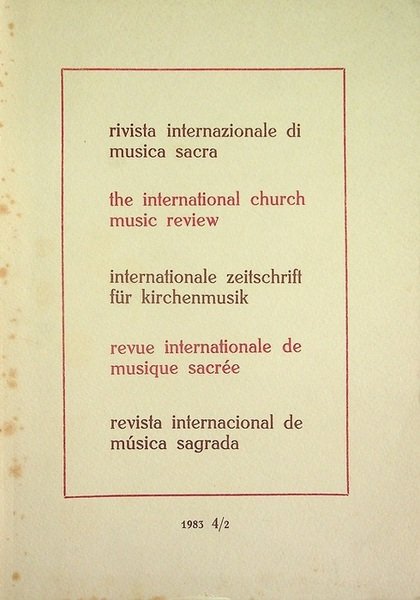 rivista internazionale di
musica sacra
the international church
music review
internationale zeitschrift
für kirchenmusik
revue internationale de
musique sacrée
revista internacional de
música sagrada
1983 4/2